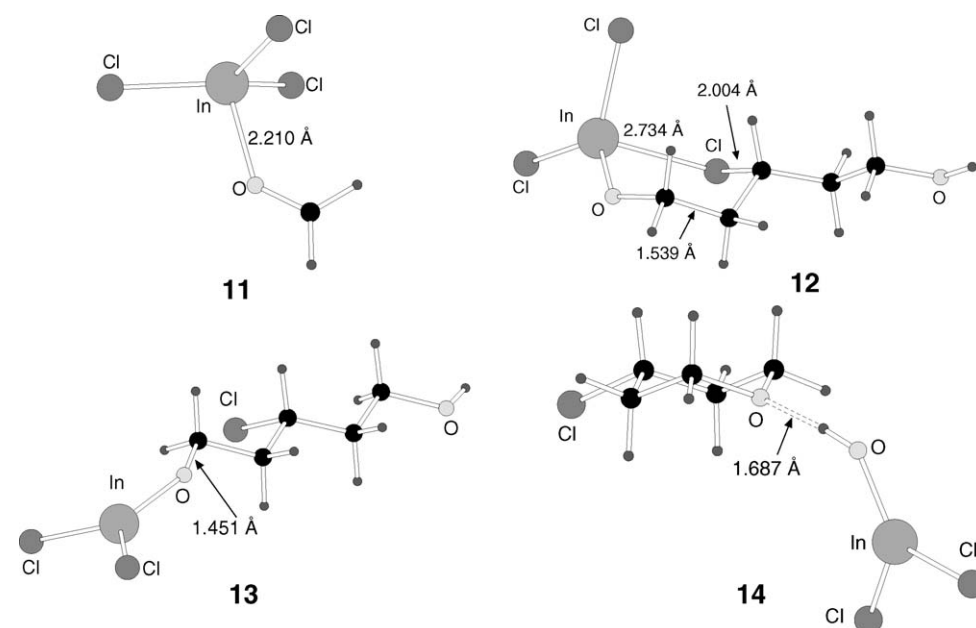 Cl
Cl
Cl
In
2.210 Å
O
11
Cl
In
2.734 Å
2.004 Å
Cl
Cl
O
O
1.539 Å
12
Cl
O
In
O
1.451 Å
Cl
Cl
13
Cl
O
O
1.687 Å
In
Cl
Cl
14